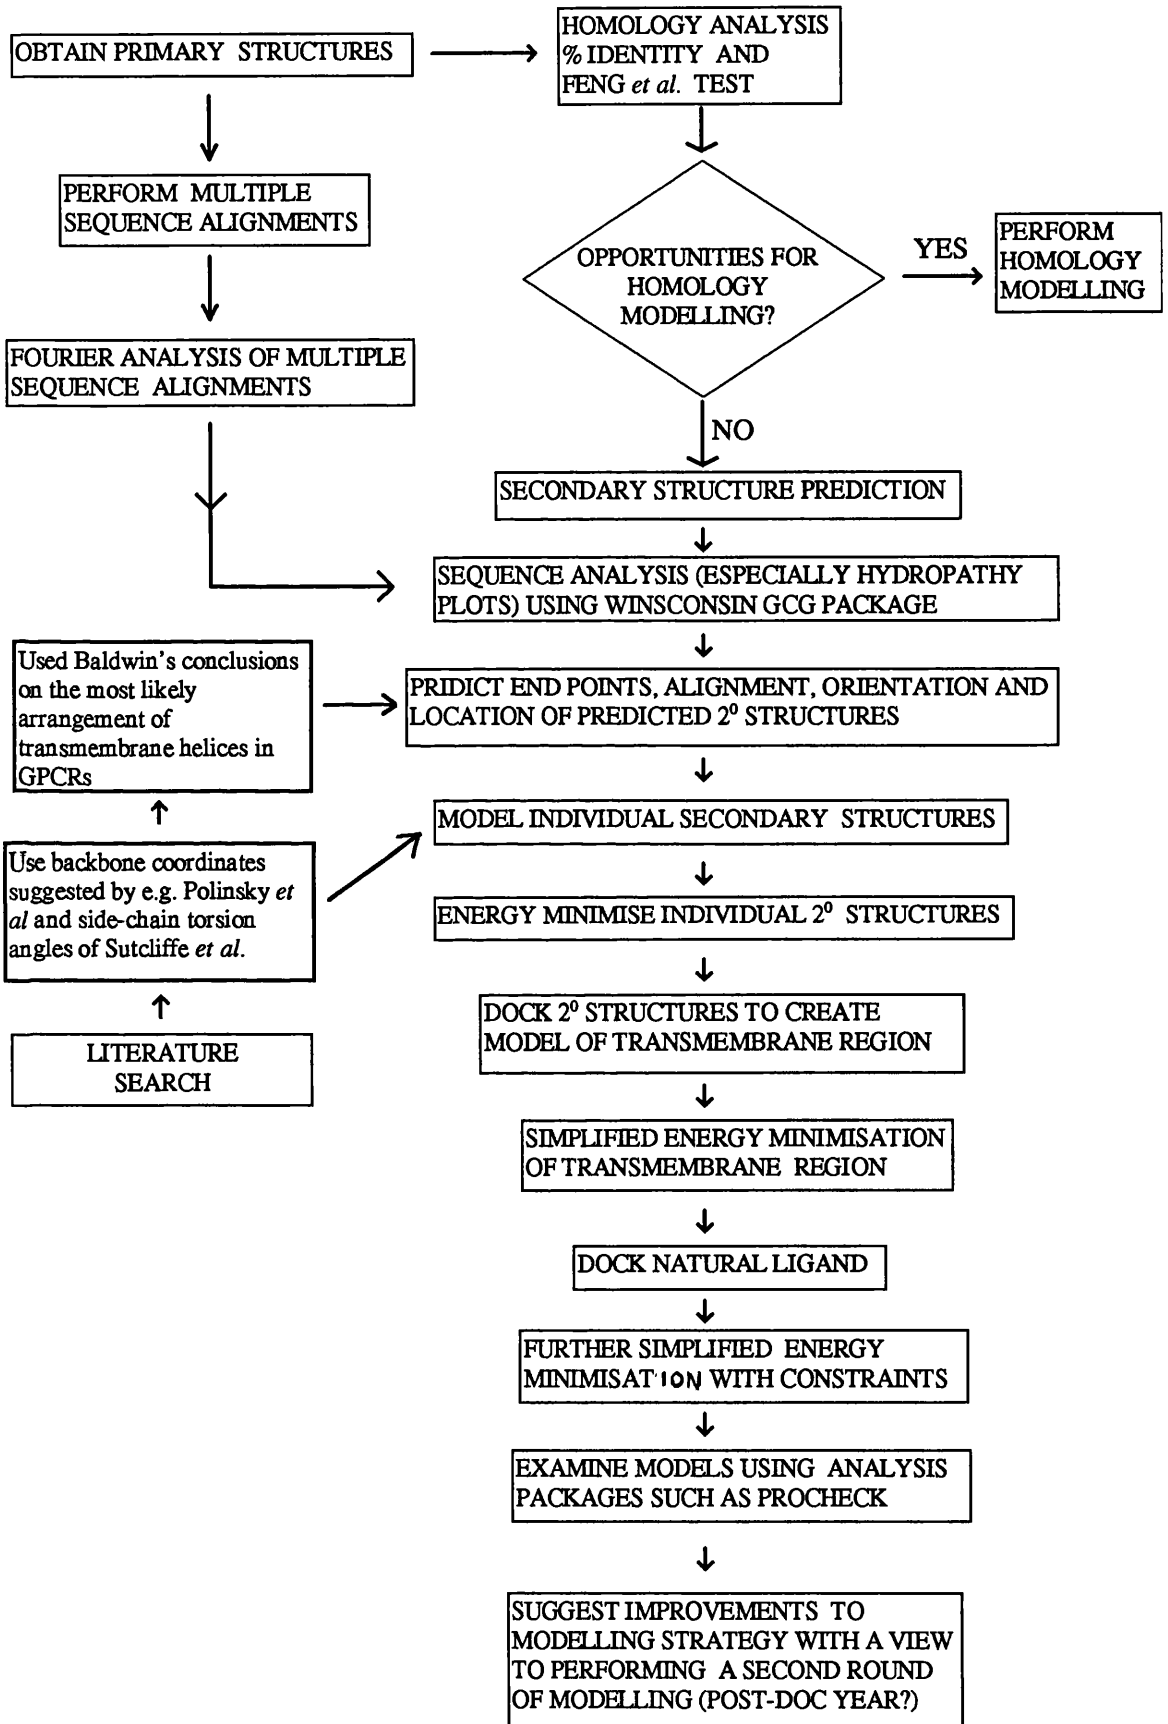 OBTAIN PRIMARY STRUCTURES
HOMOLOGY ANALYSIS
% IDENTITY AND
FENG et al. TEST
PERFORM MULTIPLE
SEQUENCE ALIGNMENTS
OPPORTUNITIES FOR
HOMOLOGY
MODELLING?
YES
PERFORM
HOMOLOGY
MODELLING
FOURIER ANALYSIS OF MULTIPLE
SEQUENCE ALIGNMENTS
NO
SECONDARY STRUCTURE PREDICTION
SEQUENCE ANALYSIS (ESPECIALLY HYDROPATHY
PLOTS) USING WINSCONSIN GCG PACKAGE
Used Baldwin's conclusions
on the most likely
arrangement of
transmembrane helices in
GPCRs
PRIDICT END POINTS, ALIGNMENT, ORIENTATION AND
LOCATION OF PREDICTED 2⁰ STRUCTURES
MODEL INDIVIDUAL SECONDARY STRUCTURES
Use backbone coordinates
suggested by e.g. Polinsky et
al and side-chain torsion
angles of Sutcliffe et al.
ENERGY MINIMISE INDIVIDUAL 2⁰ STRUCTURES
LITERATURE
SEARCH
DOCK 2⁰ STRUCTURES TO CREATE
MODEL OF TRANSMEMBRANE REGION
SIMPLIFIED ENERGY MINIMISATION
OF TRANSMEMBRANE REGION
DOCK NATURAL LIGAND
FURTHER SIMPLIFIED ENERGY
MINIMISATION WITH CONSTRAINTS
EXAMINE MODELS USING ANALYSIS
PACKAGES SUCH AS PROCHECK
SUGGEST IMPROVEMENTS TO
MODELLING STRATEGY WITH A VIEW
TO PERFORMING A SECOND ROUND
OF MODELLING (POST-DOC YEAR?)